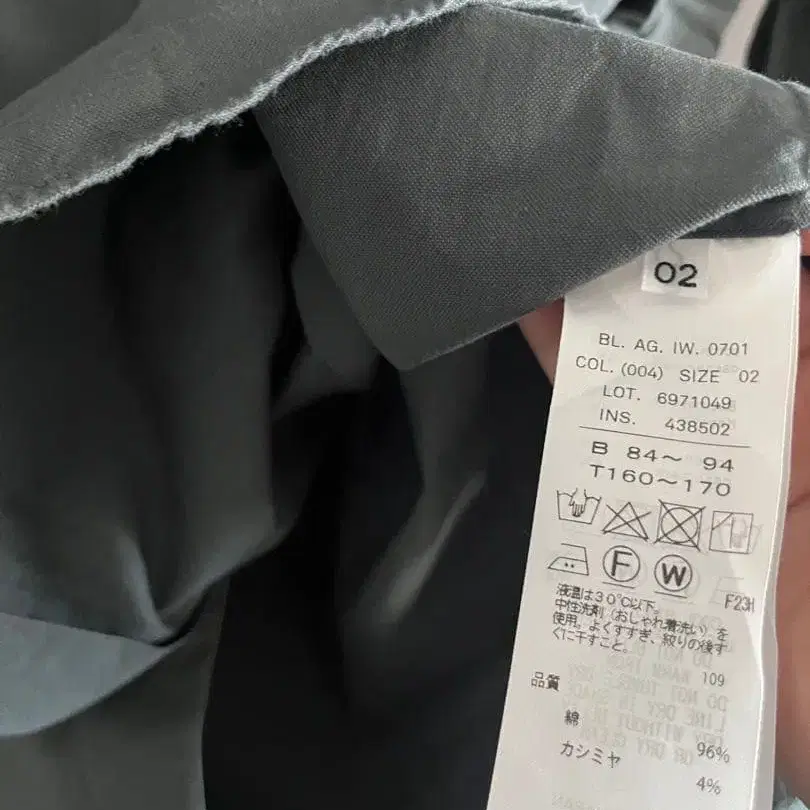 02
BL. AG. IW. 0701
COL. (004) SIZE 02
LOT. 6971049
INS. 438502
B 84～ 94
T160～170
F W
F23H
液温は30℃以下。
中性洗剤（おしゃれ着洗い）を
使用。よくすすぎ、絞りの後す
ぐに干すこと。
109
品質
綿 96%
カシミヤ 4%